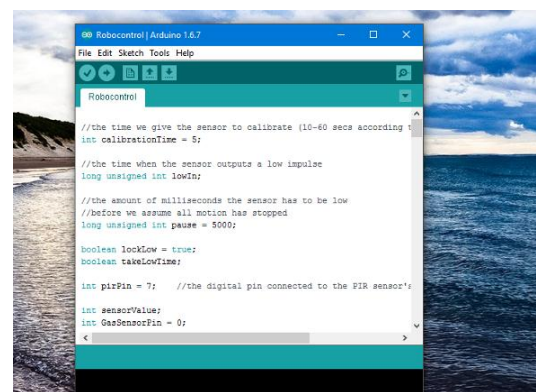 Robocontrol | Arduino 1.6.7
File Edit Sketch Tools Help
Robocontrol
//the time we give the sensor to calibrate (10-60 secs according t
int calibrationTime = 5;
//the time when the sensor outputs a low impulse
long unsigned int lowIn;
//the amount of milliseconds the sensor has to be low
//before we assume all motion has stopped
long unsigned int pause = 5000;
boolean lockLow = true;
boolean takeLowTime;
int pirPin = 7;    //the digital pin connected to the PIR sensor's
int sensorValue;
int GasSensorPin = 0;